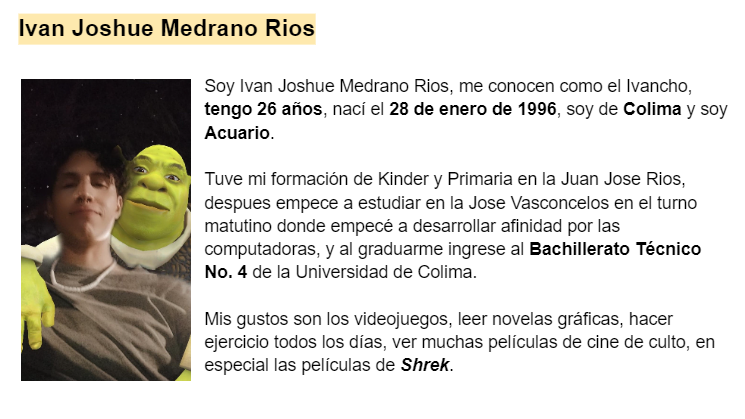 Ivan Joshue Medrano Rios
Soy Ivan Joshue Medrano Rios, me conocen como el Ivancho,
tengo 26 años, nací el 28 de enero de 1996, soy de Colima y soy
Acuario.
Tuve mi formación de Kinder y Primaria en la Juan Jose Rios,
despues empece a estudiar en la Jose Vasconcelos en el turno
matutino donde empecé a desarrollar afinidad por las
computadoras, y al graduarme ingrese al Bachillerato Técnico
No. 4 de la Universidad de Colima.
Mis gustos son los videojuegos, leer novelas gráficas, hacer
ejercicio todos los días, ver muchas películas de cine de culto, en
especial las películas de Shrek.